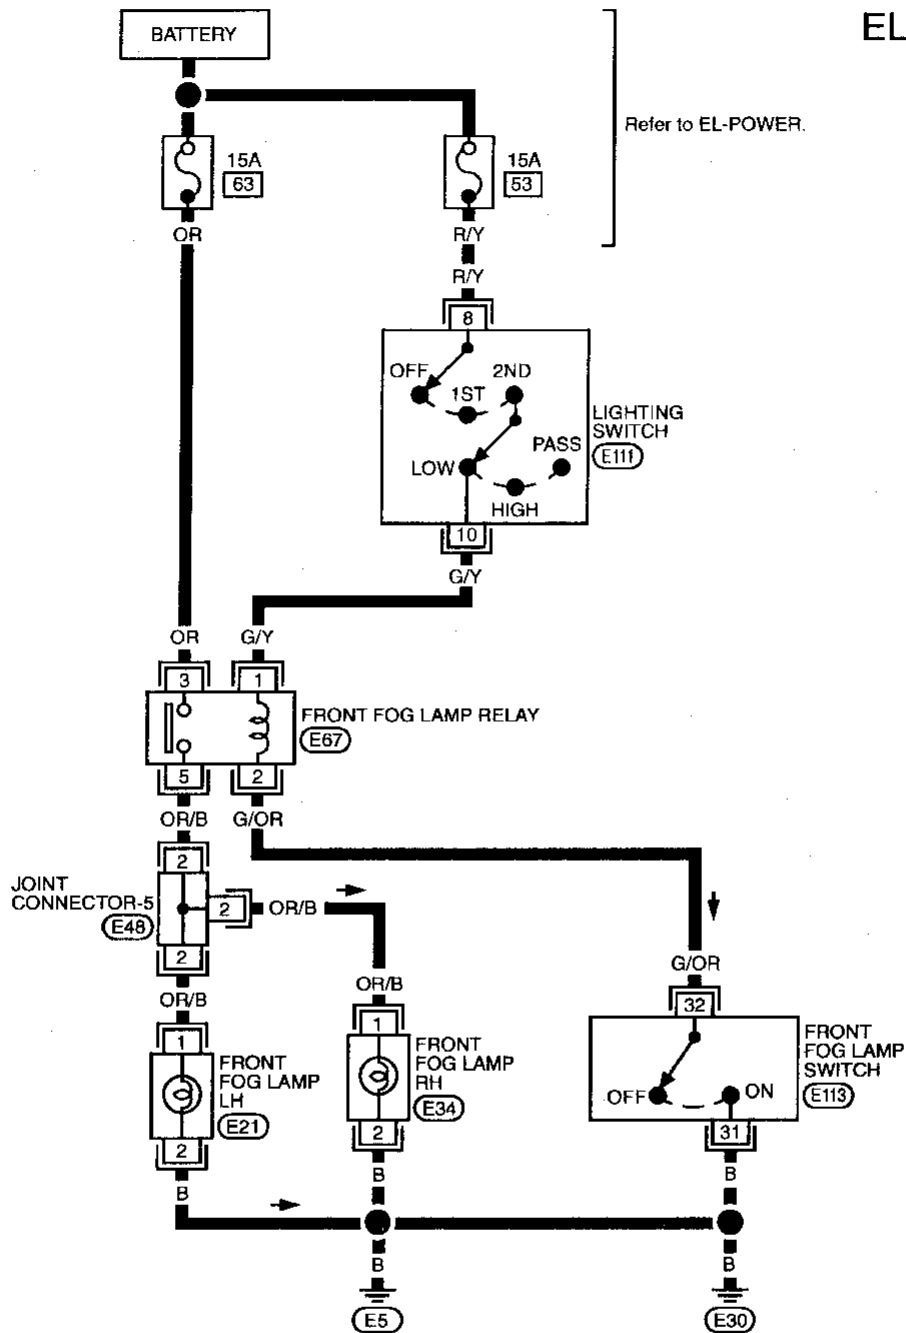 EL
BATTERY
Refer to EL-POWER.
15A
63
15A
53
OR
R/Y
R/Y
8
OFF
2ND
1ST
LIGHTING
SWITCH
E111
PASS
LOW
HIGH
10
G/Y
OR
G/Y
3
1
FRONT FOG LAMP RELAY
E67
5
2
OR/B
G/OR
2
JOINT
CONNECTOR-5
E48
2
OR/B
2
G/OR
OR/B
OR/B
32
1
1
FRONT
FOG LAMP
LH
E21
FRONT
FOG LAMP
RH
E34
FRONT
FOG LAMP
SWITCH
E113
OFF
ON
2
2
31
B
B
B
B
B
E5
E30